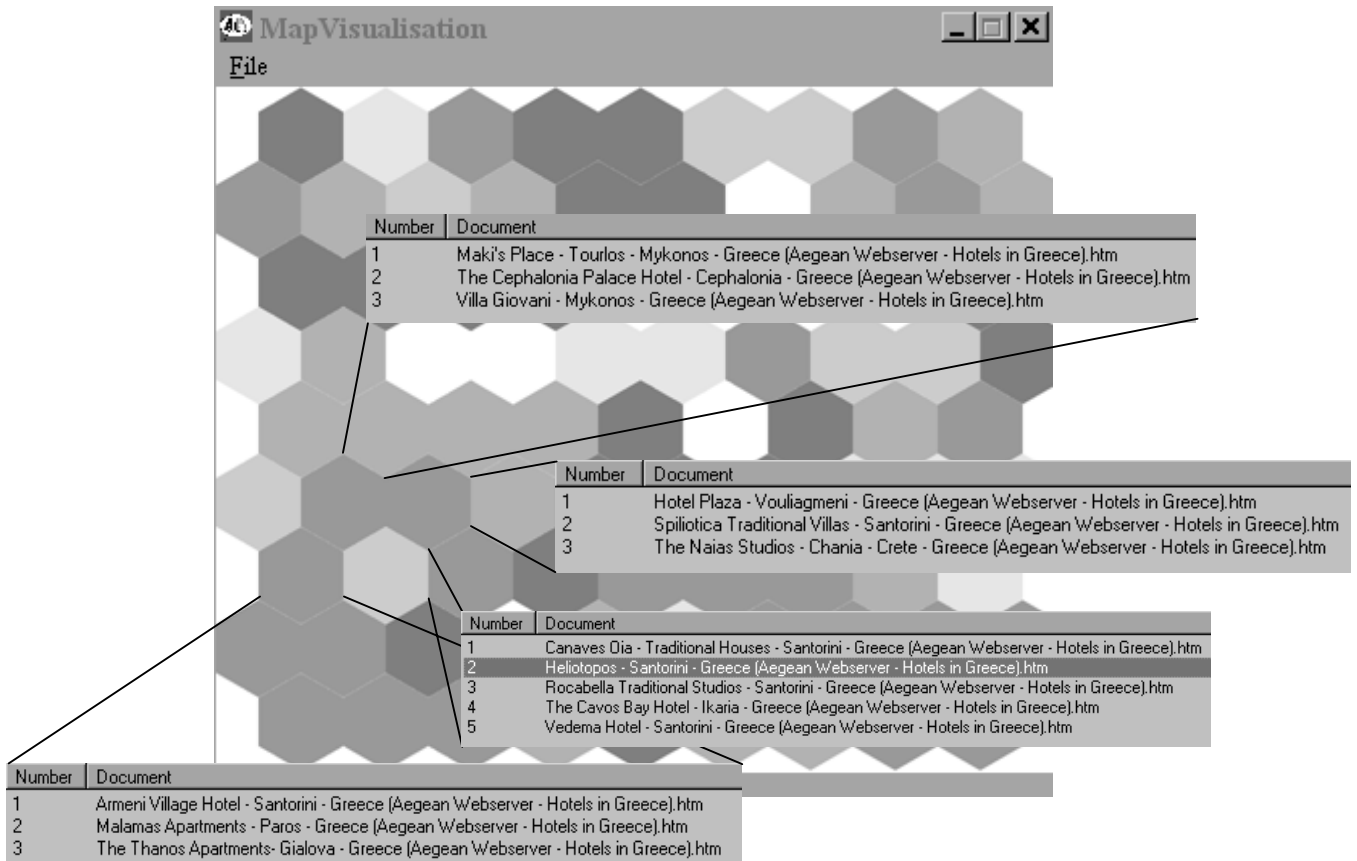 MapVisualisation
File
Number Document
1 Maki's Place - Tourlos - Mykonos - Greece (Aegean Webserver - Hotels in Greece).htm
2 The Cephalonia Palace Hotel - Cephalonia - Greece (Aegean Webserver - Hotels in Greece).htm
3 Villa Giovani - Mykonos - Greece (Aegean Webserver - Hotels in Greece).htm
Number Document
1 Hotel Plaza - Vouliagmeni - Greece (Aegean Webserver - Hotels in Greece).htm
2 Spiliotica Traditional Villas - Santorini - Greece (Aegean Webserver - Hotels in Greece).htm
3 The Naias Studios - Chania - Crete - Greece (Aegean Webserver - Hotels in Greece).htm
Number Document
1 Canaves Oia - Traditional Houses - Santorini - Greece (Aegean Webserver - Hotels in Greece).htm
2 Heliotopos - Santorini - Greece (Aegean Webserver - Hotels in Greece).htm
3 Rocabella Traditional Studios - Santorini - Greece (Aegean Webserver - Hotels in Greece).htm
4 The Cavos Bay Hotel - Ikaria - Greece (Aegean Webserver - Hotels in Greece).htm
5 Vedema Hotel - Santorini - Greece (Aegean Webserver - Hotels in Greece).htm
Number Document
1 Armeni Village Hotel - Santorini - Greece (Aegean Webserver - Hotels in Greece).htm
2 Malamas Apartments - Paros - Greece (Aegean Webserver - Hotels in Greece).htm
3 The Thanos Apartments- Gialova - Greece (Aegean Webserver - Hotels in Greece).htm